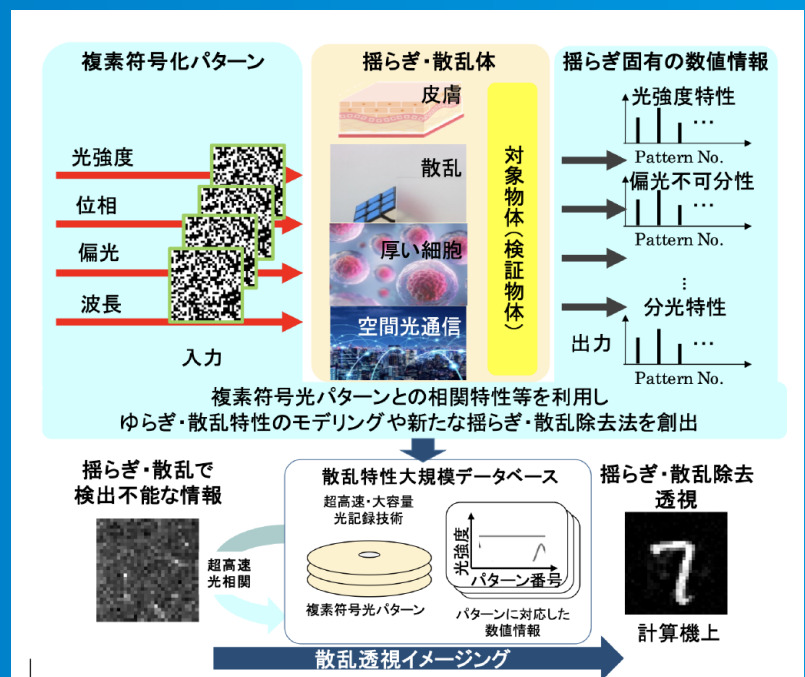 複素符号化パターン
光強度
位相
偏光
波長
入力
揺らぎ・散乱体
皮膚
散乱
厚い細胞
空間光通信
対象物体(検証物体)
揺らぎ固有の数値情報
光強度特性
…
Pattern No.
偏光不可分性
…
Pattern No.
…
分光特性
…
出力
Pattern No.
複素符号光パターンとの相関特性等を利用し
ゆらぎ・散乱特性のモデリングや新たな揺らぎ・散乱除去法を創出
揺らぎ・散乱で
検出不能な情報
超高速
光相関
散乱特性大規模データベース
超高速・大容量
光記録技術
複素符号光パターン
光強度
パターン番号
パターンに対応した
数値情報
揺らぎ・散乱除去
透視
7
計算機上
散乱透視イメージング